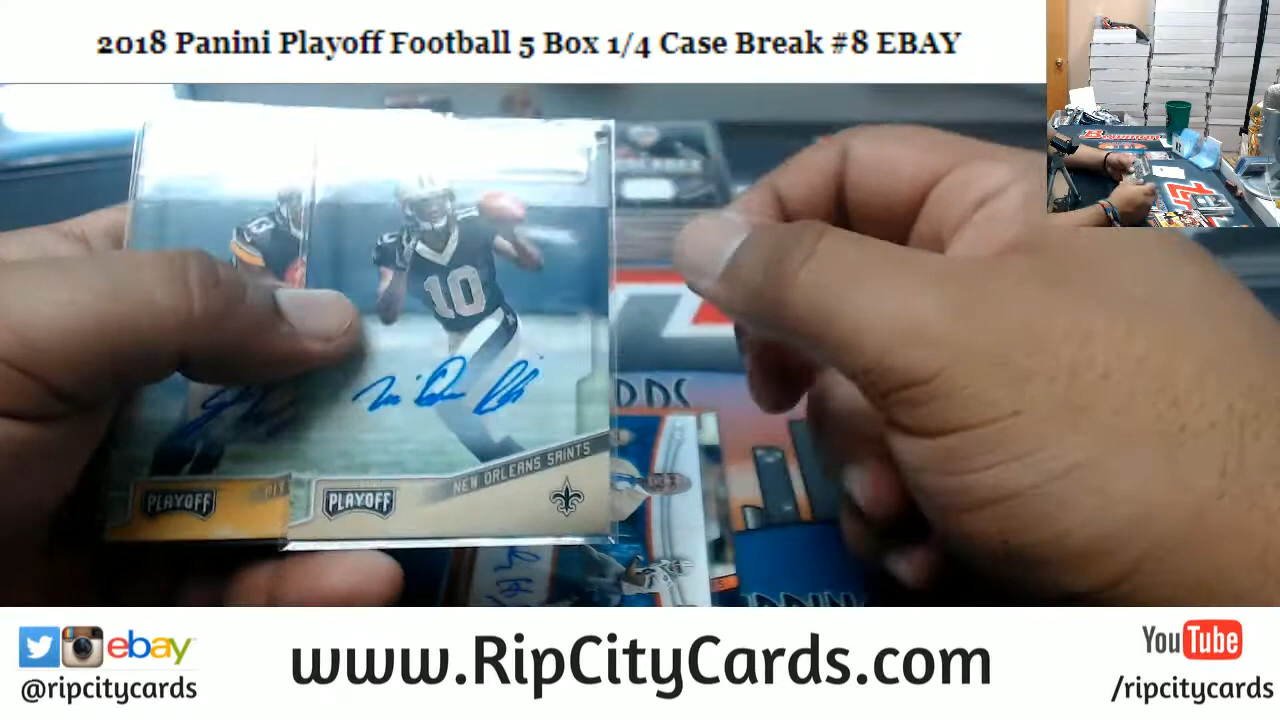 2018 Panini Playoff Football 5 Box 1/4 Case Break #8 EBAY
10
NEW ORLEANS SAINTS
PLAYOFF
PLAYOFF
ebay
@ripcitycards
www.RipCityCards.com
YouTube
/ripcitycards